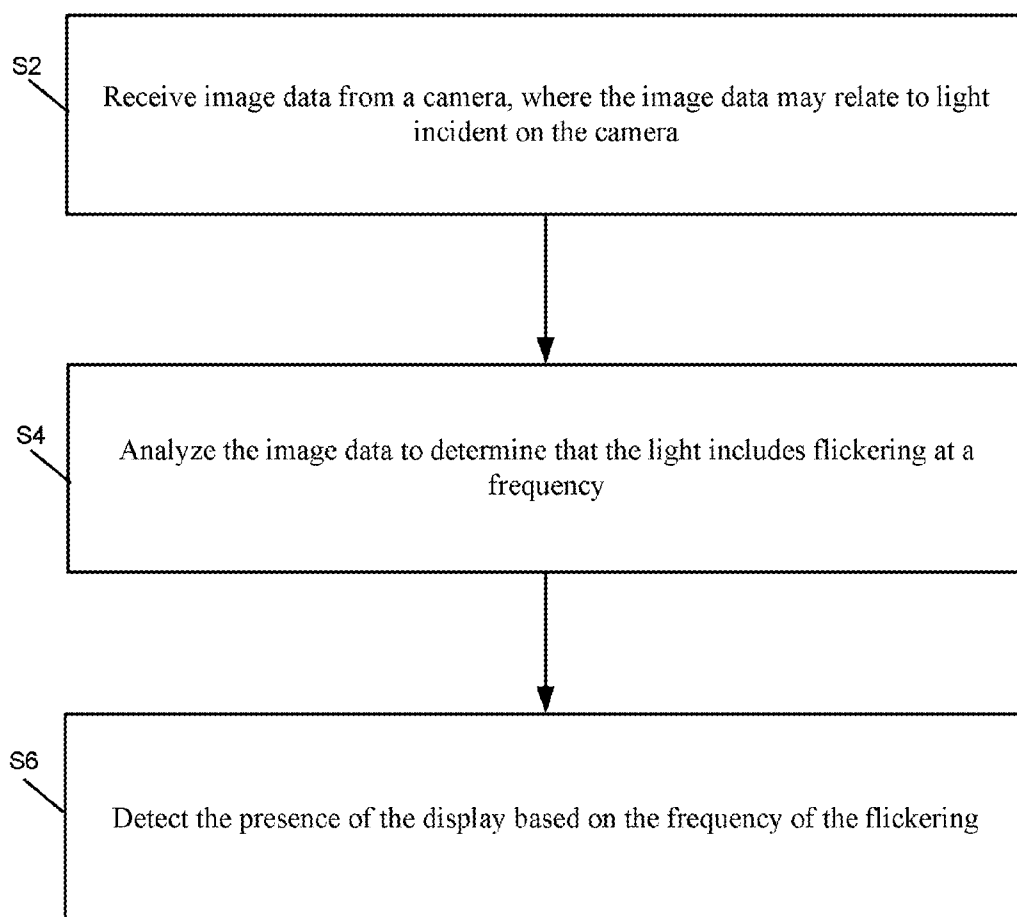 S2
Receive image data from a camera, where the image data may relate to light
incident on the camera
S4
Analyze the image data to determine that the light includes flickering at a
frequency
S6
Detect the presence of the display based on the frequency of the flickering